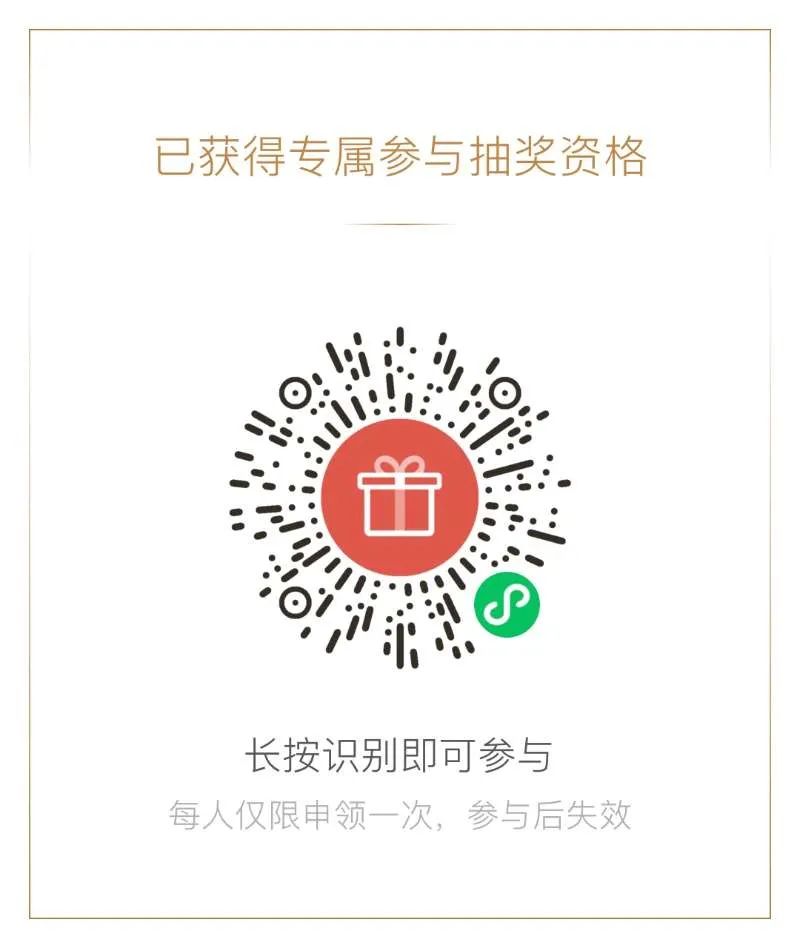 已获得专属参与抽奖资格
长按识别即可参与
每人仅限申领一次，参与后失效